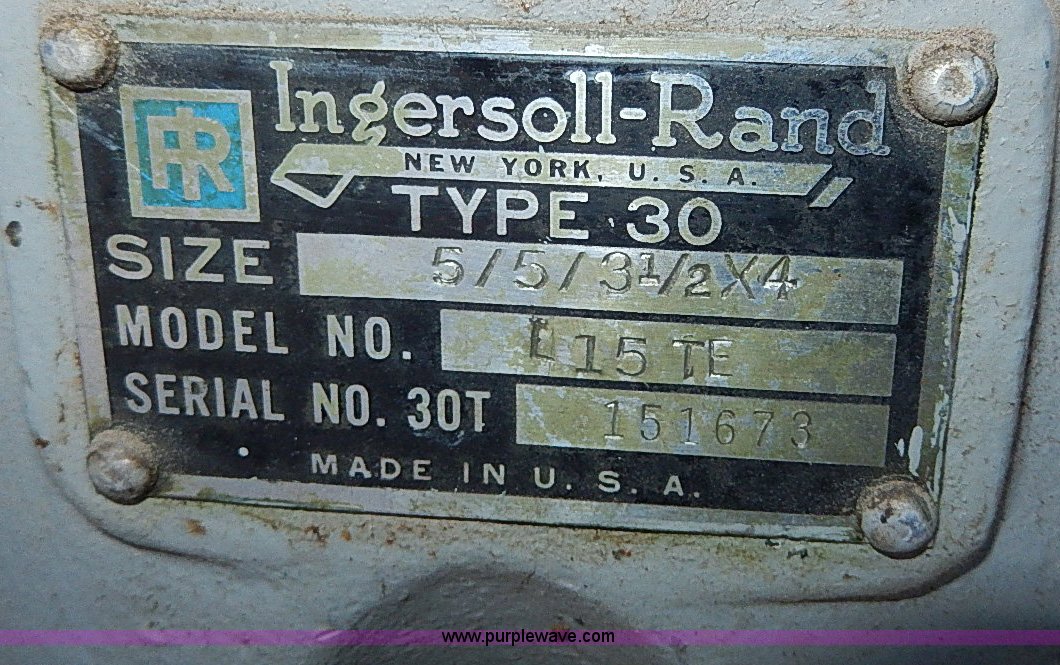 IR Ingersoll-Rand
NEW YORK, U. S. A.
TYPE 30
SIZE 5/5/3½X4
MODEL NO. L15TE
SERIAL NO. 30T 151673
MADE IN U. S. A.
www.purplewave.com